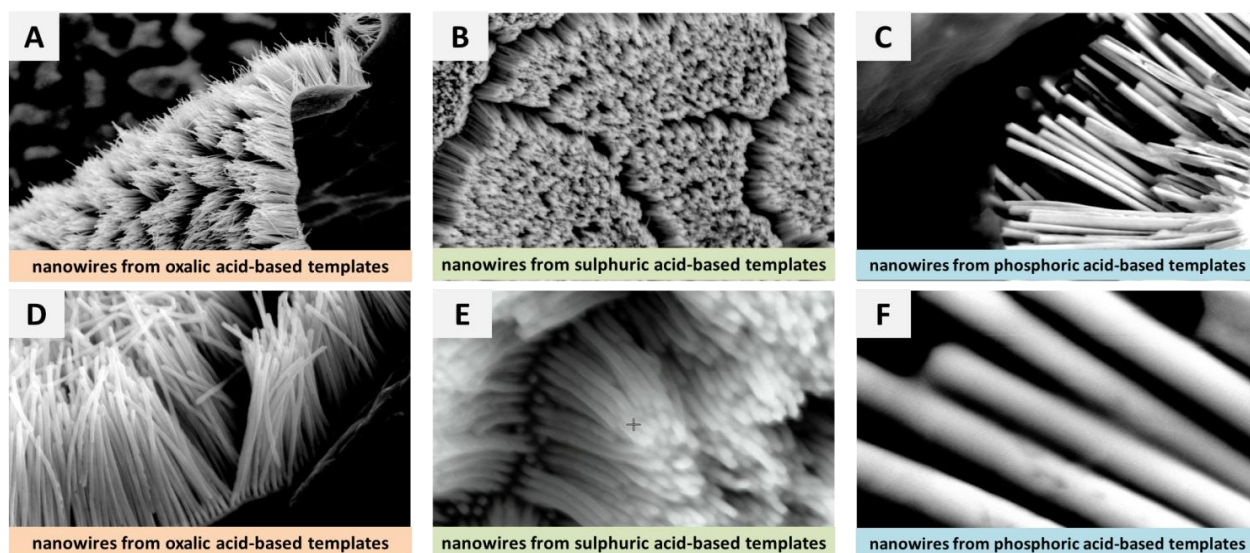 A
B
C
nanowires from oxalic acid-based templates
nanowires from sulphuric acid-based templates
nanowires from phosphoric acid-based templates
D
E
F
nanowires from oxalic acid-based templates
nanowires from sulphuric acid-based templates
nanowires from phosphoric acid-based templates